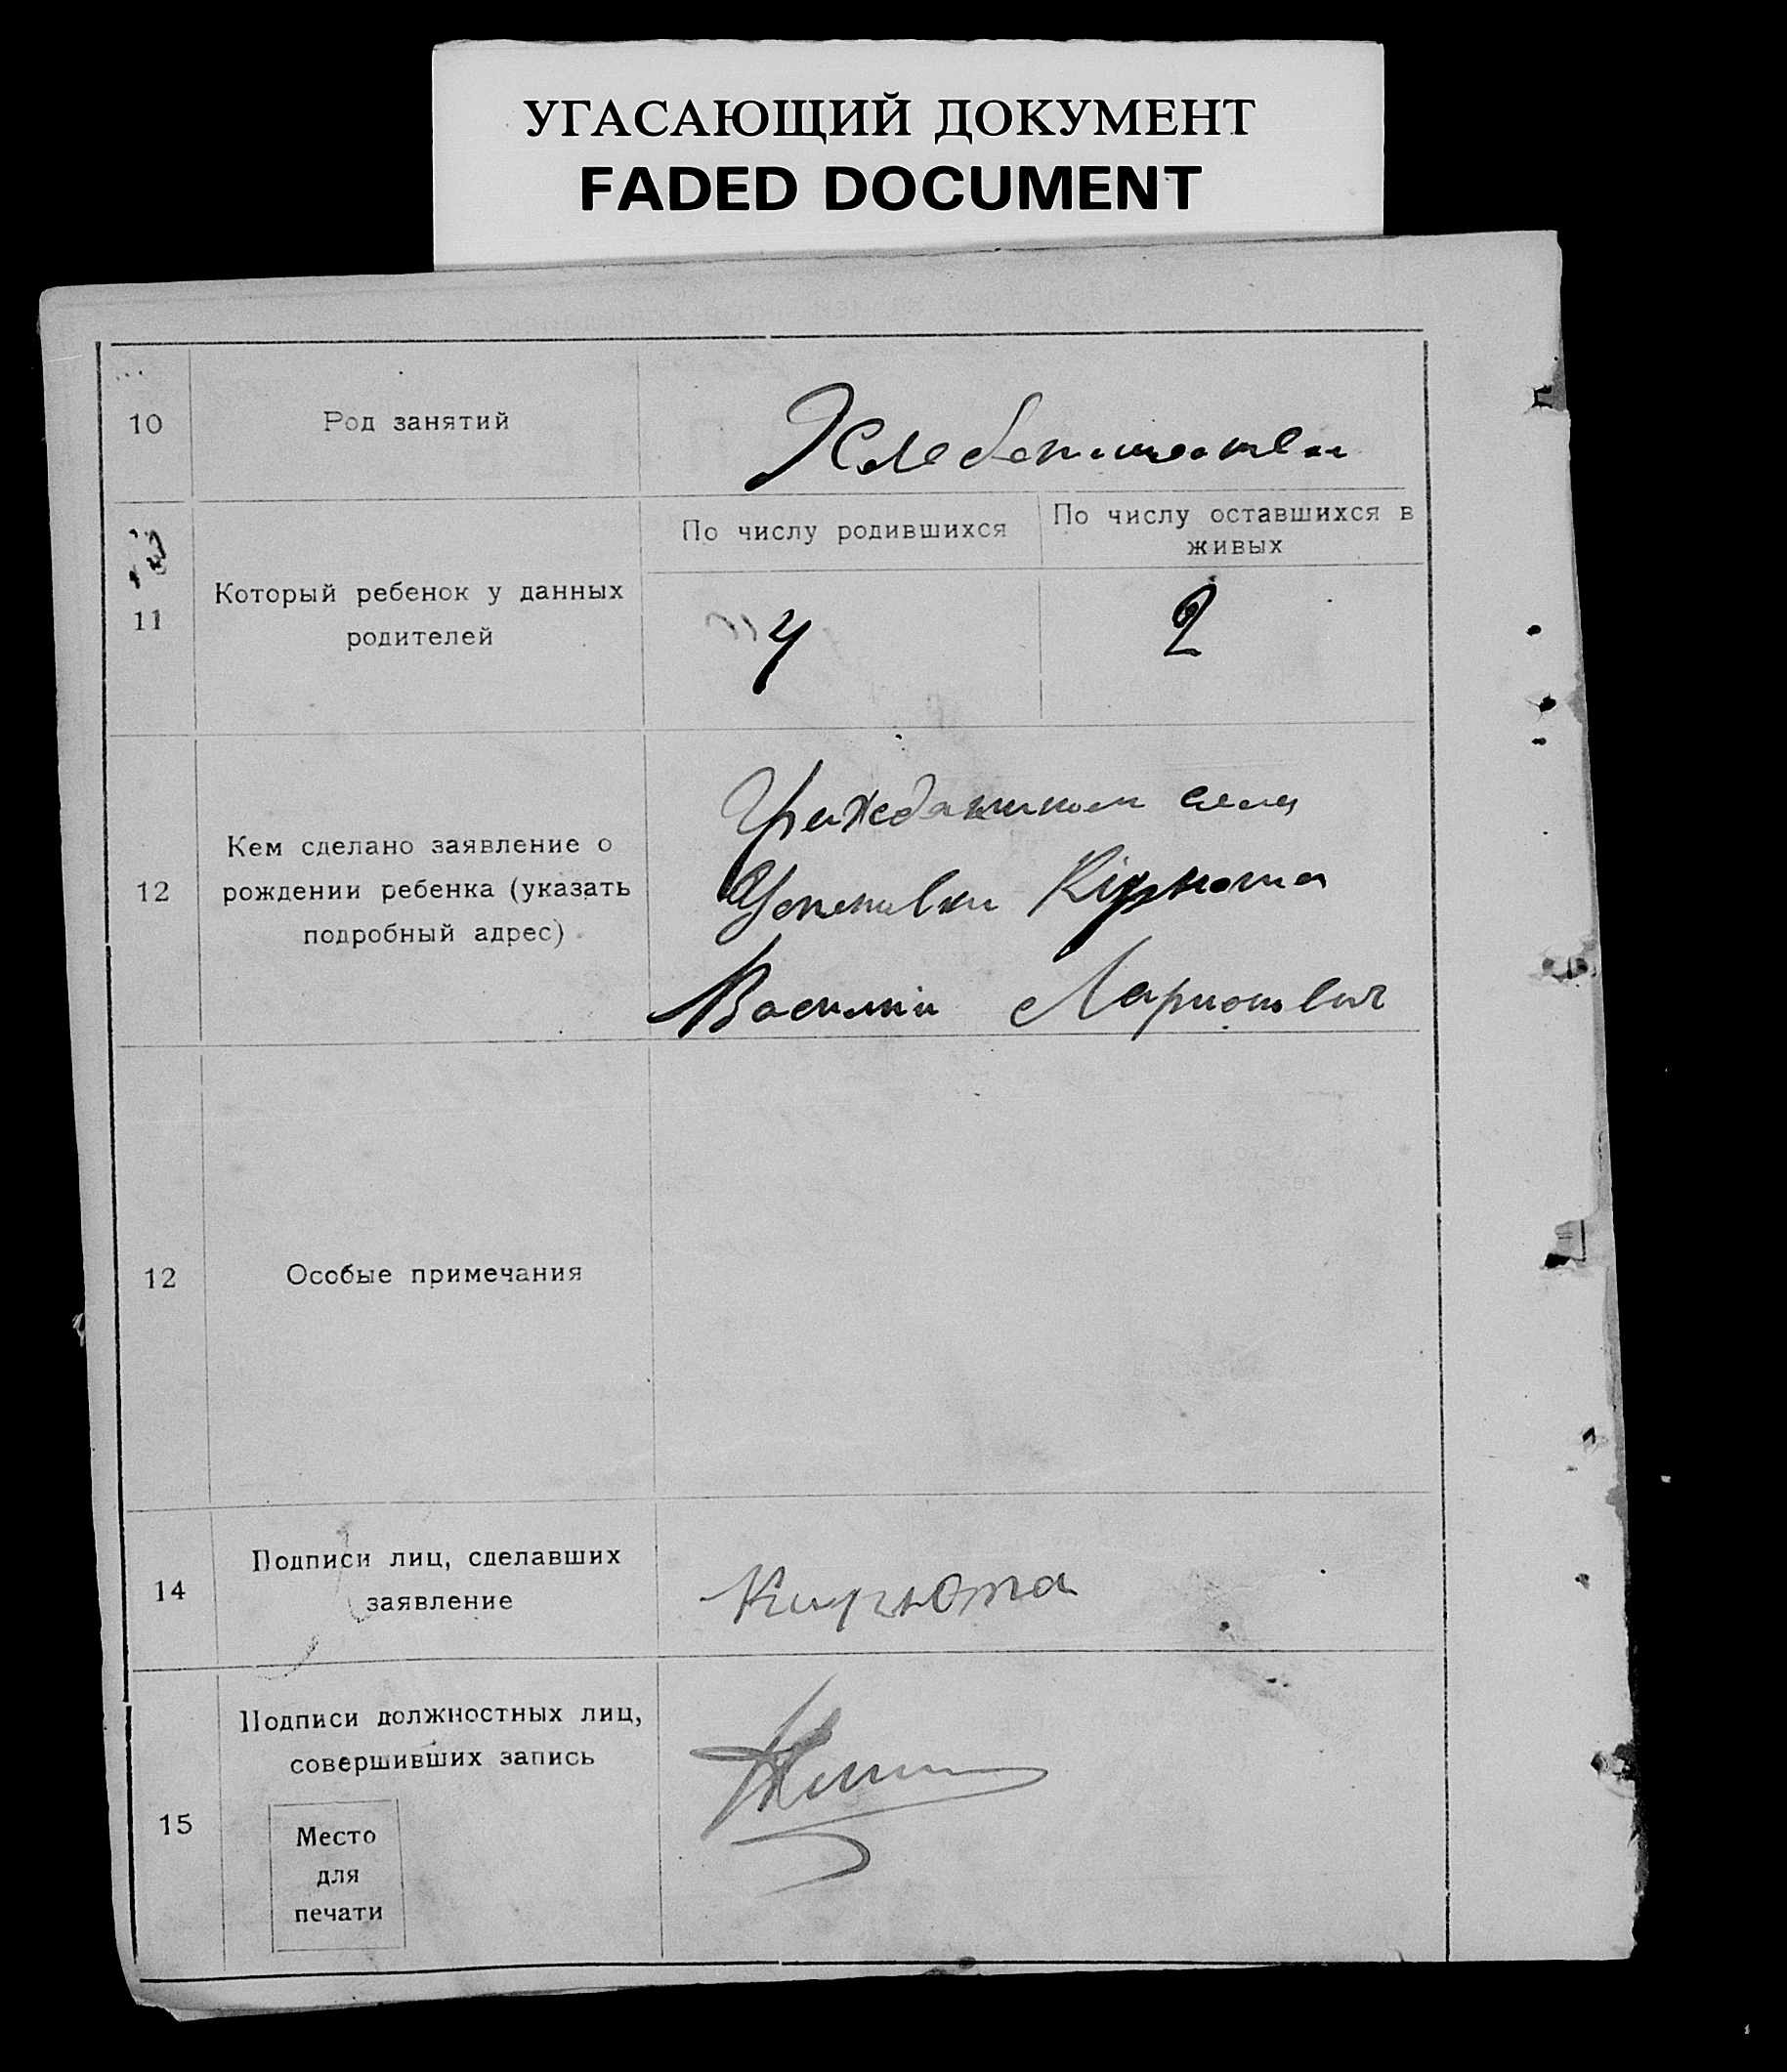 УГАСАЮЩИЙ ДОКУМЕНТ
FADED DOCUMENT
10
Род занятий
11
Который ребенок у данных
родителей
По числу родившихся
По числу оставшихся в
живых
4
2
12
Кем сделано заявление о
рождении ребенка (указать
подробный адрес)
Гражданином села
Василий Ларионович
12
Особые примечания
14
Подписи лиц, сделавших
заявление
Кирюта
15
Подписи должностных лиц,
совершивших запись
Место
для
печати